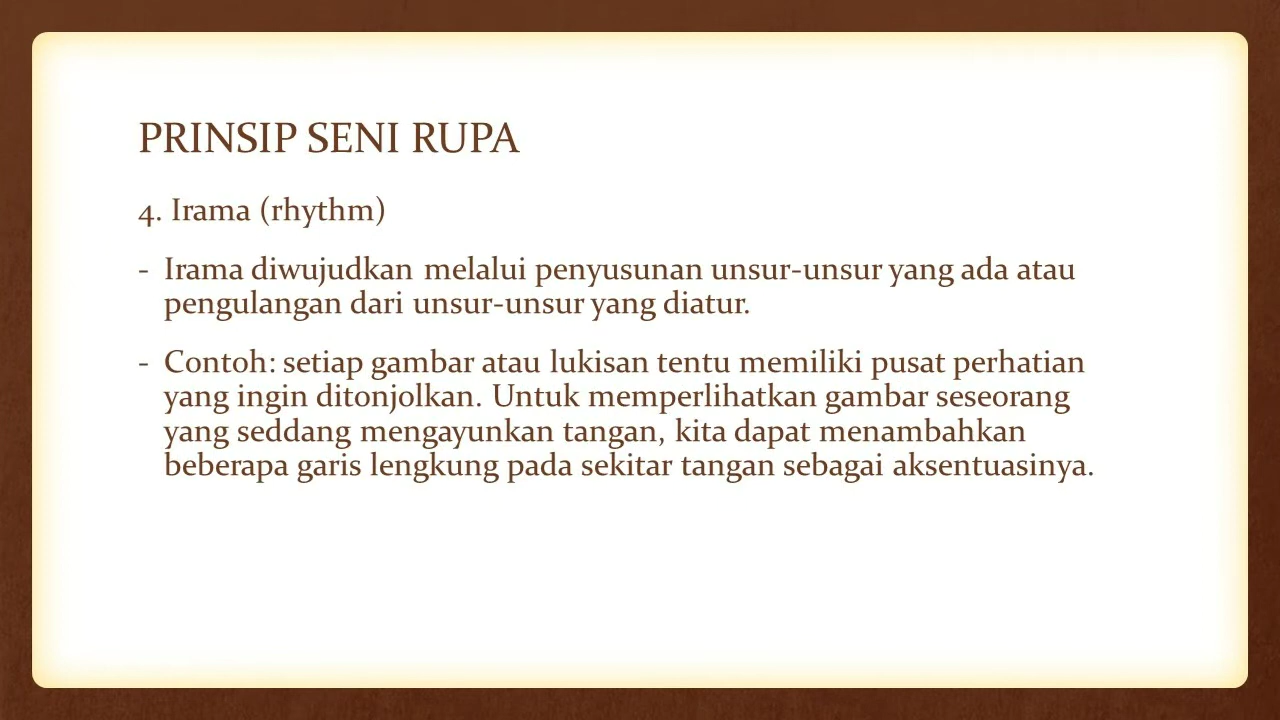 PRINSIP SENI RUPA
4. Irama (rhythm)
- Irama diwujudkan melalui penyusunan unsur-unsur yang ada atau
pengulangan dari unsur-unsur yang diatur.
- Contoh: setiap gambar atau lukisan tentu memiliki pusat perhatian
yang ingin ditonjolkan. Untuk memperlihatkan gambar seseorang
yang seddang mengayunkan tangan, kita dapat menambahkan
beberapa garis lengkung pada sekitar tangan sebagai aksentuasinya.